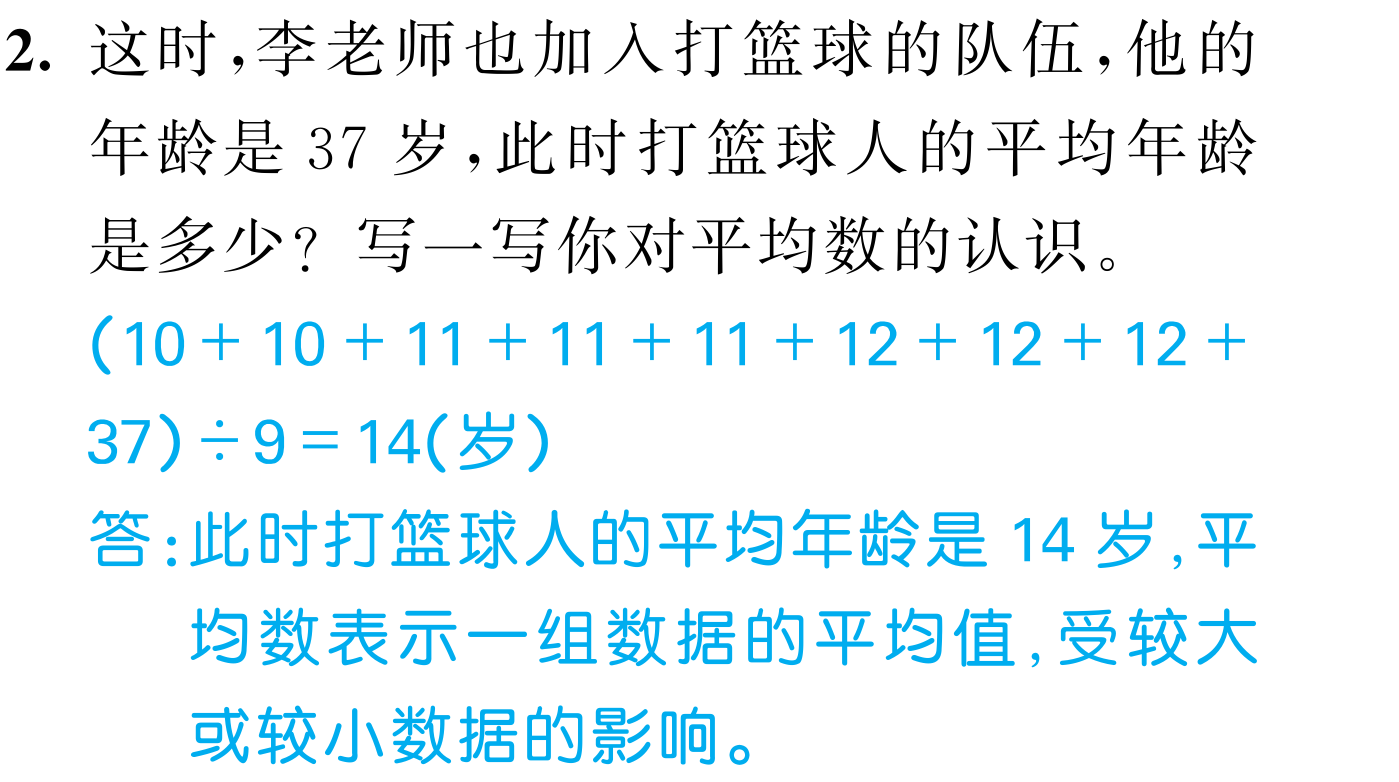 2. 这时,李老师也加入打篮球的队伍,他的
年龄是 37 岁,此时打篮球人的平均年龄
是多少? 写一写你对平均数的认识。
(10 + 10 + 11 + 11 + 11 + 12 + 12 + 12 +
37) ÷ 9 = 14(岁)
答:此时打篮球人的平均年龄是 14 岁,平
均数表示一组数据的平均值,受较大
或较小数据的影响。